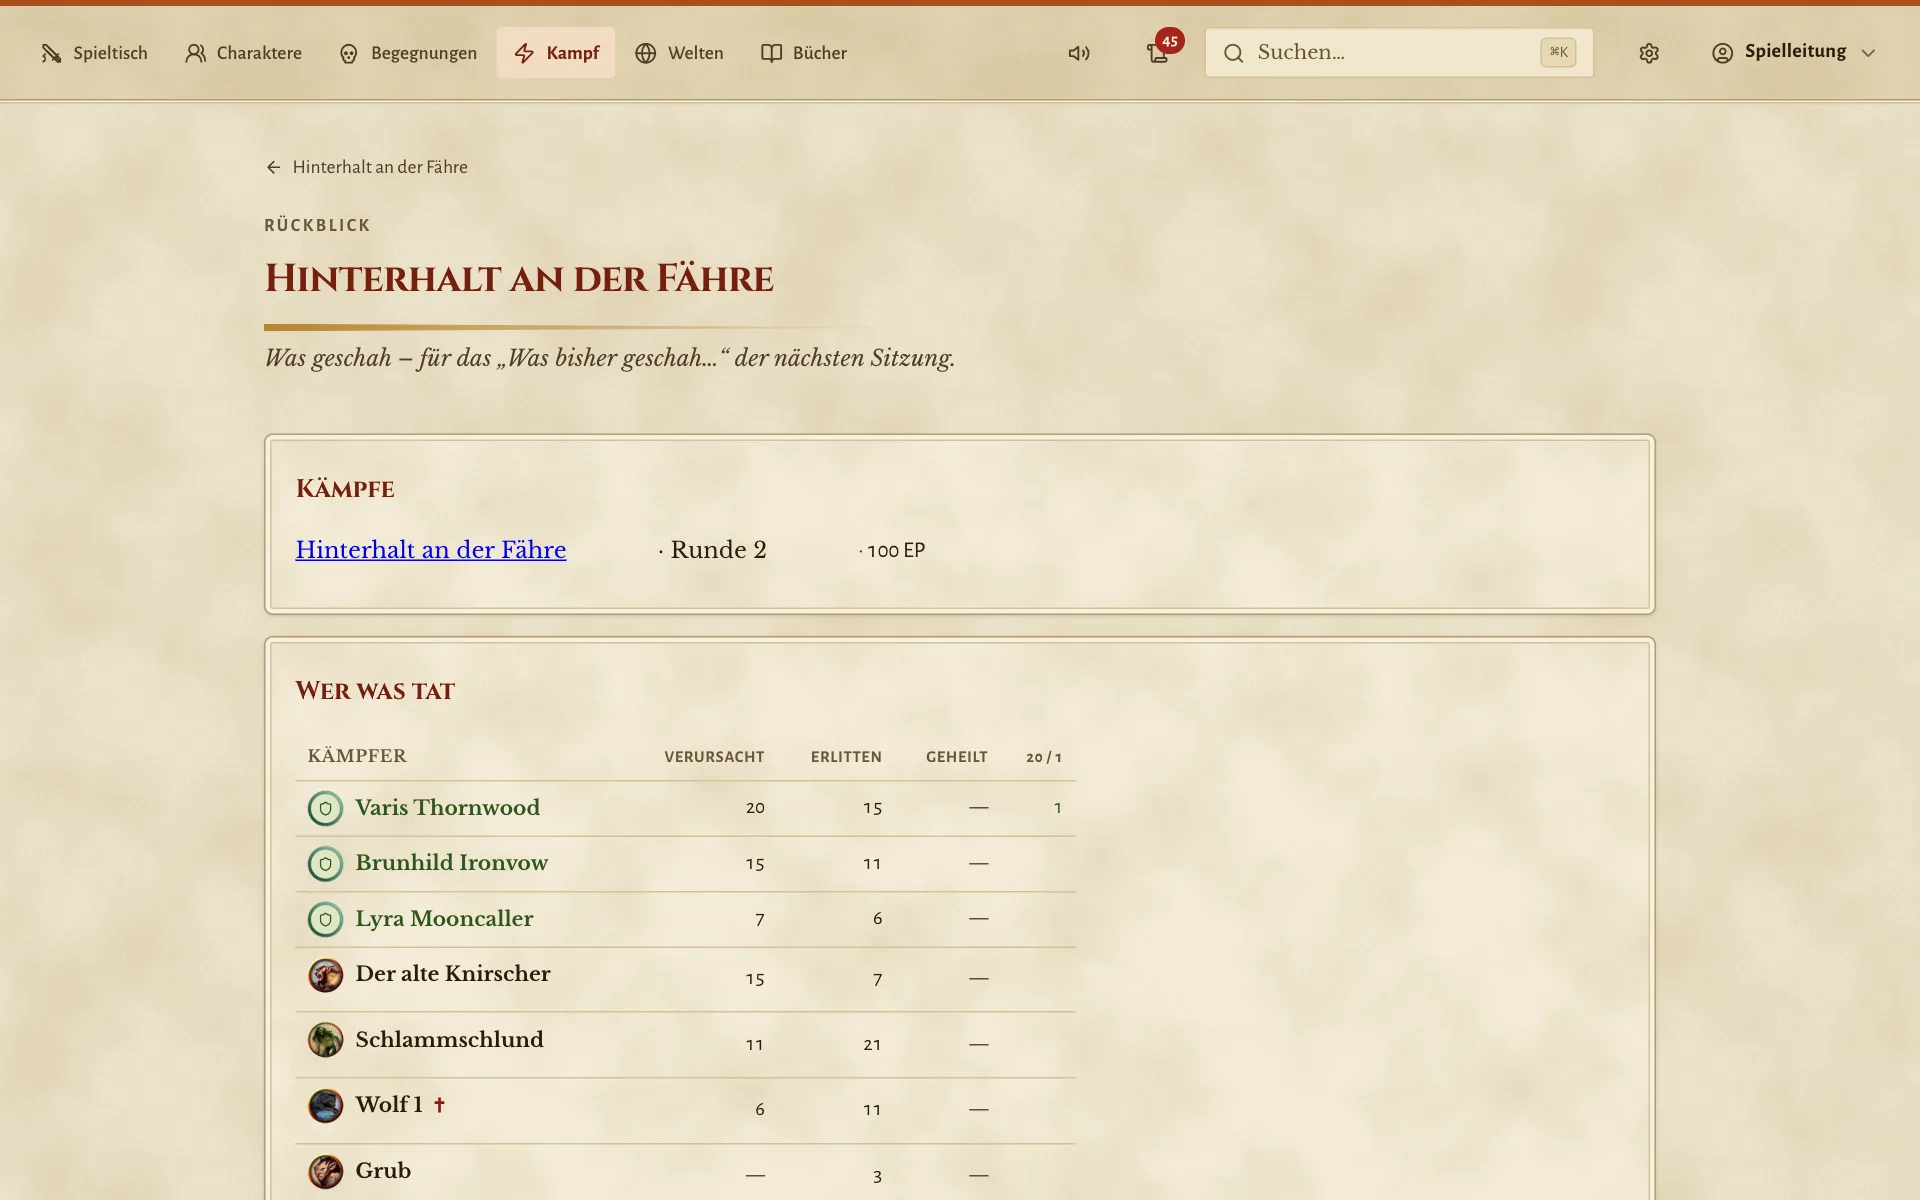 Spieltisch Charaktere Begegnungen Kampf Welten Bücher 45 Suchen... ⌘K Spielleitung
← Hinterhalt an der Fähre
RÜCKBLICK
Hinterhalt an der Fähre
Was geschah – für das „Was bisher geschah...“ der nächsten Sitzung.
Kämpfe
Hinterhalt an der Fähre · Runde 2 · 100 EP
Wer was tat
KÄMPFER VERURSACHT ERLITTEN GEHEILT 20 / 1
Varis Thornwood 20 15 — 1
Brunhild Ironvow 15 11 —
Lyra Mooncaller 7 6 —
Der alte Knirscher 15 7 —
Schlammschlund 11 21 —
Wolf 1 ✝ 6 11 —
Grub — 3 —